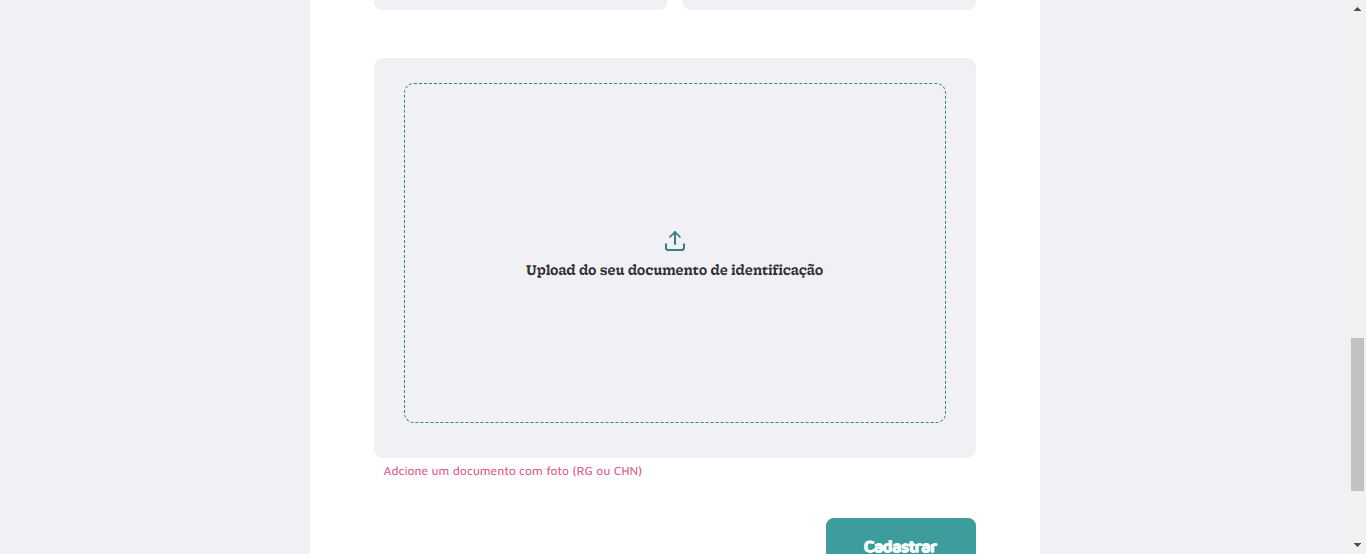 Upload do seu documento de identificação
Adcione um documento com foto (RG ou CHN)
Cadastrar